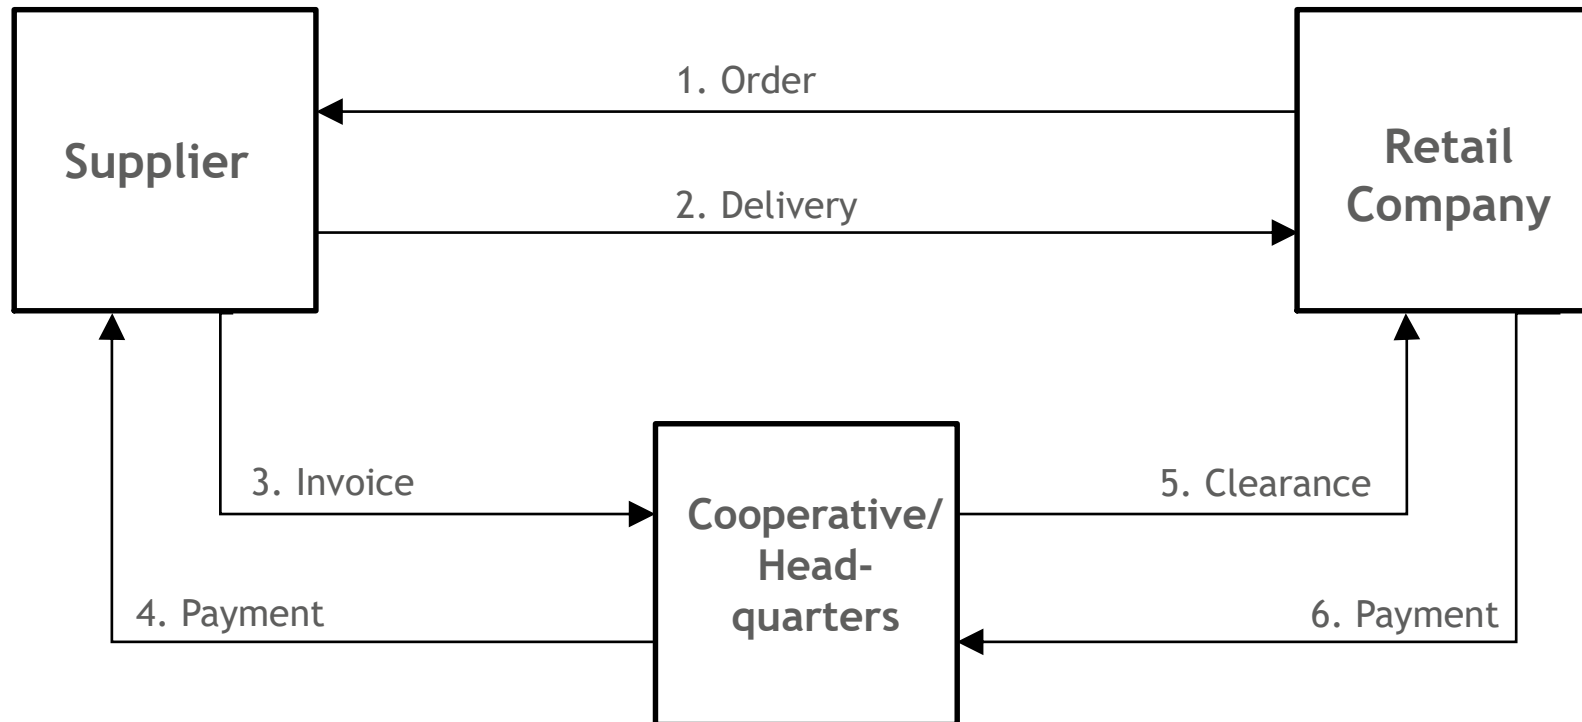 1. Order
Supplier
Retail
Company
2. Delivery
3. Invoice
5. Clearance
Cooperative/
Head-
quarters
4. Payment
6. Payment